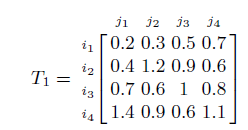 j1 j2 j3 j4
i1 0.2 0.3 0.5 0.7
T1 = i2 0.4 1.2 0.9 0.6
i3 0.7 0.6 1 0.8
i4 1.4 0.9 0.6 1.1